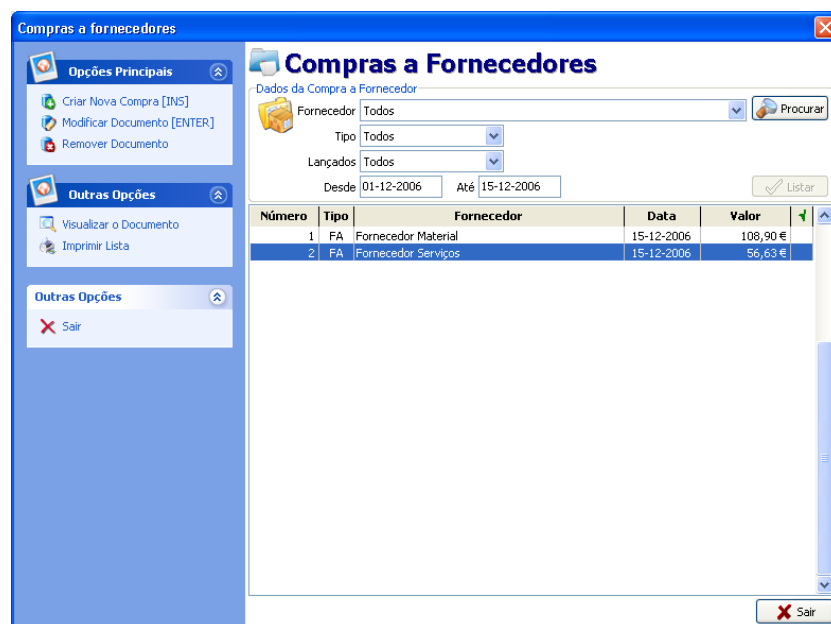 Compras a fornecedores
Opções Principais
Criar Nova Compra [INS]
Modificar Documento [ENTER]
Remover Documento
Outras Opções
Visualizar o Documento
Imprimir Lista
Outras Opções
Sair
Compras a Fornecedores
Dados da Compra a Fornecedor
Fornecedor Todos Procurar
Tipo Todos
Lançados Todos
Desde 01-12-2006 Até 15-12-2006 Listar
Número Tipo Fornecedor Data Valor
1 FA Fornecedor Material 15-12-2006 108,90 €
2 FA Fornecedor Serviços 15-12-2006 56,63 €
Sair